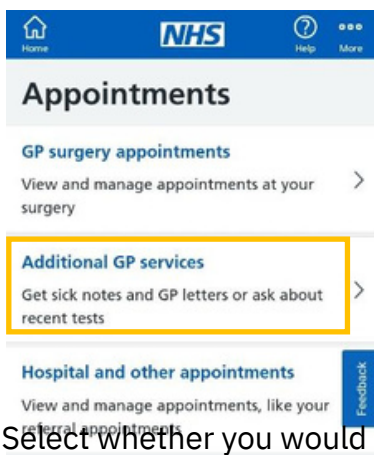 Home NHS Help More
Appointments
GP surgery appointments
View and manage appointments at your
surgery
Additional GP services
Get sick notes and GP letters or ask about
recent tests
Hospital and other appointments
View and manage appointments, like your
referral appointments
Feedback
Select whether you would